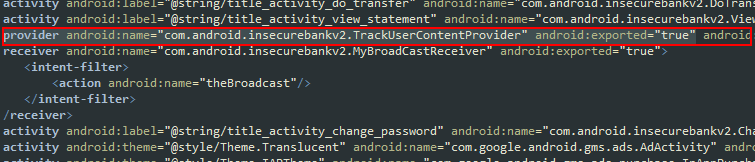 activity android:label="@string/title_activity_do_transfer" android:name="com.android.insecurebankv2.DoTrans
activity android:label="@string/title_activity_view_statement" android:name="com.android.insecurebankv2.View
provider android:name="com.android.insecurebankv2.TrackUserContentProvider" android:exported="true" android
receiver android:name="com.android.insecurebankv2.MyBroadCastReceiver" android:exported="true">
<intent-filter>
<action android:name="theBroadcast"/>
</intent-filter>
/receiver>
activity android:label="@string/title_activity_change_password" android:name="com.android.insecurebankv2.Ch
activity android:theme="@style/Theme.Translucent" android:name="com.google.android.gms.ads.AdActivity" andr